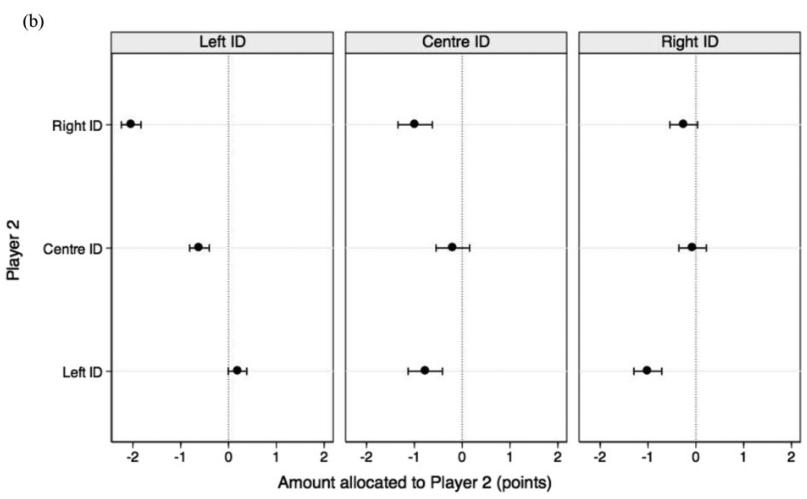 (b)
Left ID Centre ID Right ID
Right ID
Centre ID
Left ID
Player 2
-2 -1 0 1 2 -2 -1 0 1 2 -2 -1 0 1 2
Amount allocated to Player 2 (points)